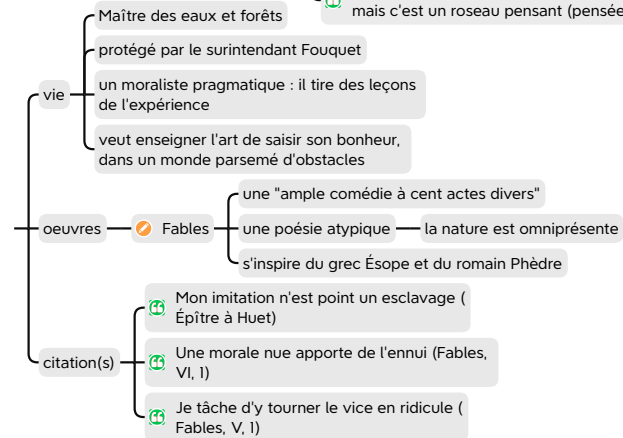 mais c'est un roseau pensant (pensée
Maître des eaux et forêts
protégé par le surintendant Fouquet
vie
un moraliste pragmatique : il tire des leçons
de l'expérience
veut enseigner l'art de saisir son bonheur,
dans un monde parsemé d'obstacles
oeuvres
Fables
une "ample comédie à cent actes divers"
une poésie atypique
la nature est omniprésente
s'inspire du grec Ésope et du romain Phèdre
citation(s)
Mon imitation n'est point un esclavage (
Épître à Huet)
Une morale nue apporte de l'ennui (Fables,
VI, 1)
Je tâche d'y tourner le vice en ridicule (
Fables, V, 1)